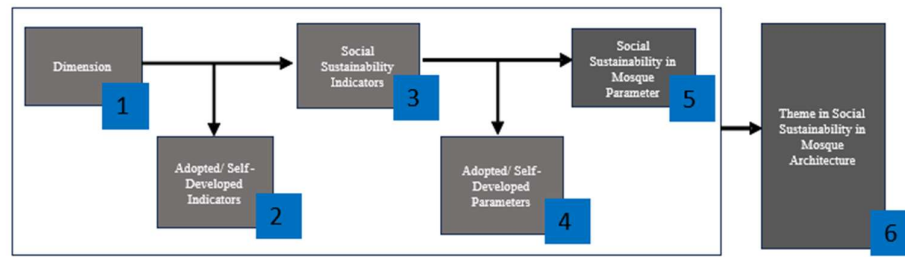 Dimension
1
Adopted/ Self-
Developed
Indicators
2
Social
Sustainability
Indicators
3
Adopted/ Self-
Developed
Parameters
4
Social
Sustainability in
Mosque
Parameter
5
Theme in Social
Sustainability in
Mosque
Architecture
6